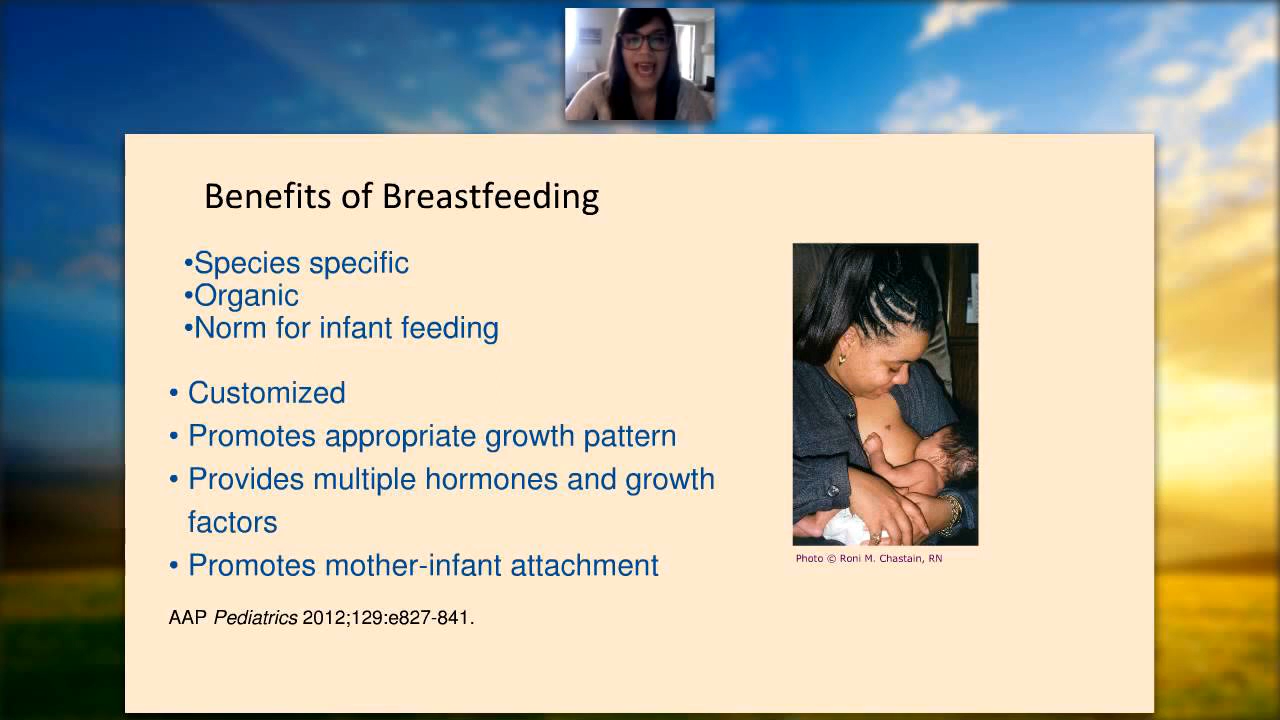 Benefits of Breastfeeding
•Species specific
•Organic
•Norm for infant feeding
• Customized
• Promotes appropriate growth pattern
• Provides multiple hormones and growth
factors
• Promotes mother-infant attachment
Photo © Roni M. Chastain, RN
AAP Pediatrics 2012;129:e827-841.